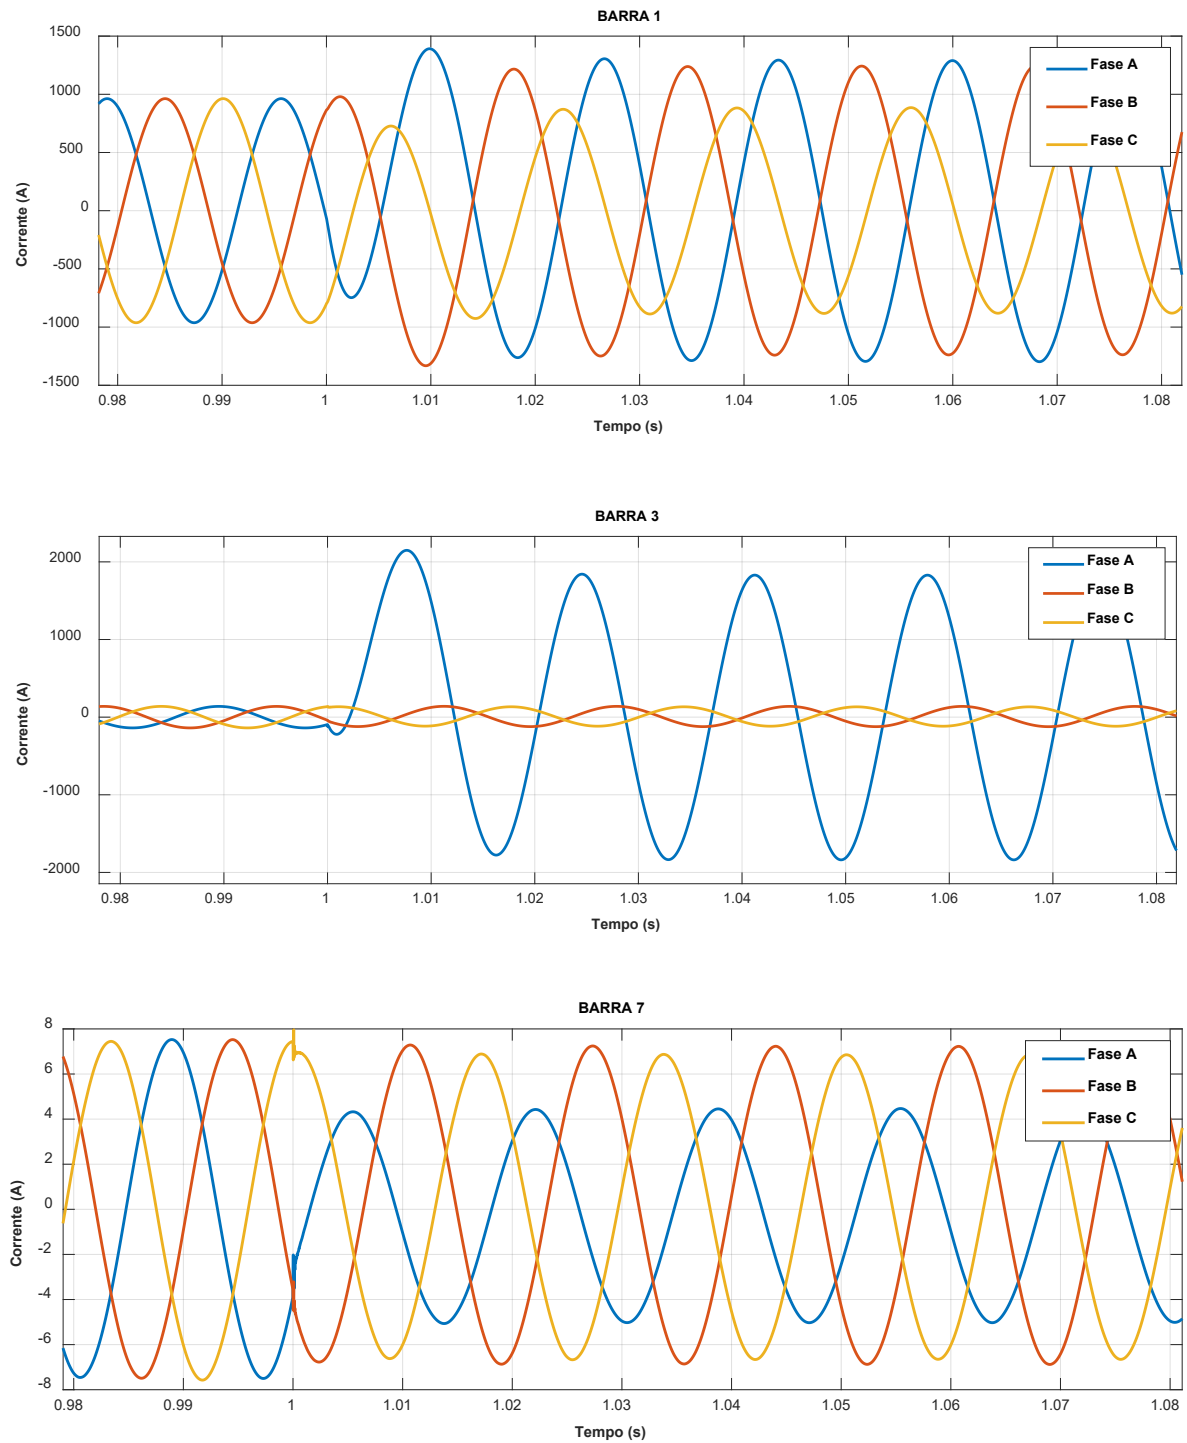 BARRA 1
1500
1000
500
0
-500
-1000
-1500
Corrente (A)
Fase A
Fase B
Fase C
0.98 0.99 1 1.01 1.02 1.03 1.04 1.05 1.06 1.07 1.08
Tempo (s)
BARRA 3
2000
1000
0
-1000
-2000
Corrente (A)
Fase A
Fase B
Fase C
0.98 0.99 1 1.01 1.02 1.03 1.04 1.05 1.06 1.07 1.08
Tempo (s)
BARRA 7
8
6
4
2
0
-2
-4
-6
-8
Corrente (A)
Fase A
Fase B
Fase C
0.98 0.99 1 1.01 1.02 1.03 1.04 1.05 1.06 1.07 1.08
Tempo (s)